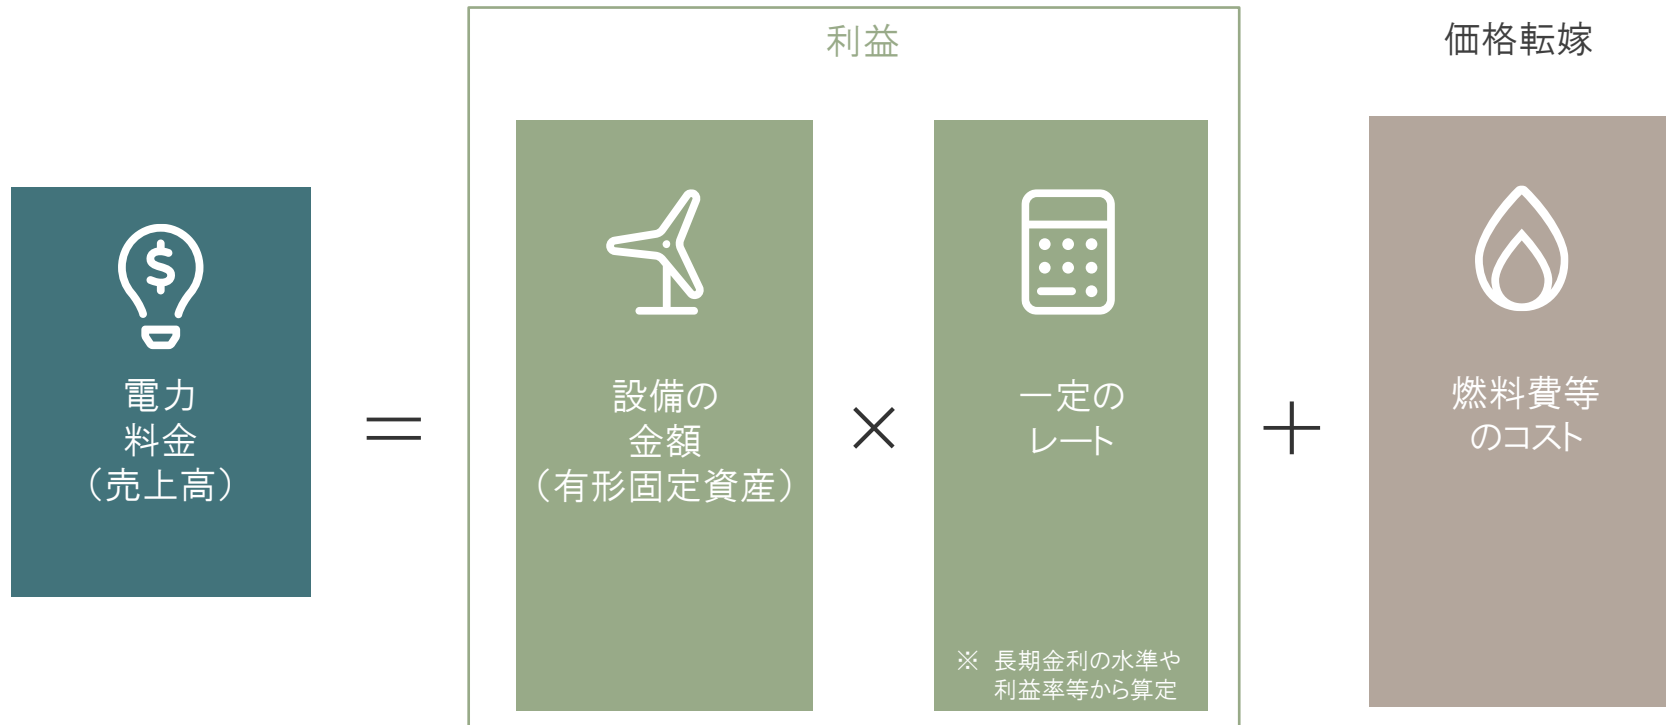 利益
価格転嫁
電力
料金
（売上高）
＝
設備の
金額
（有形固定資産）
×
一定の
レート
※ 長期金利の水準や
利益率等から算定
＋
燃料費等
のコスト